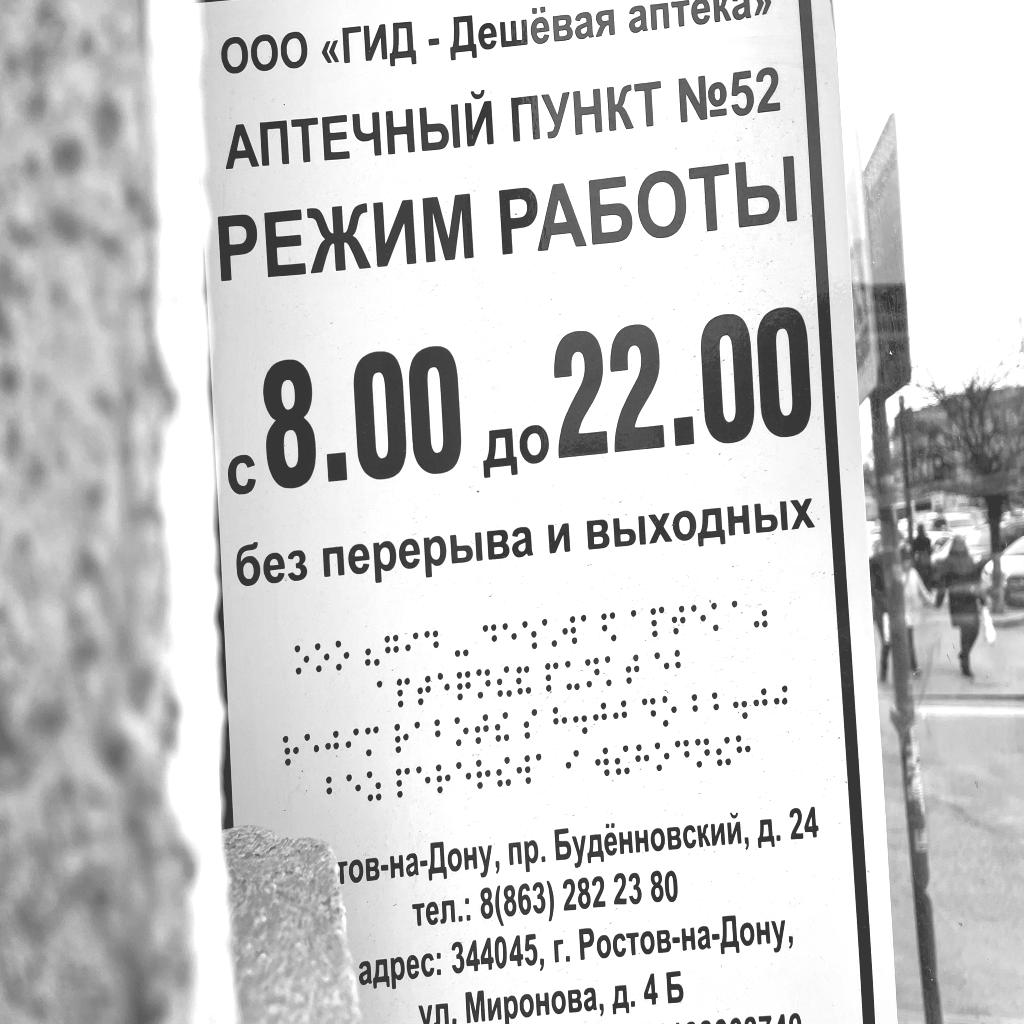 ООО «ГИД - Дешёвая аптека»
АПТЕЧНЫЙ ПУНКТ №52
РЕЖИМ РАБОТЫ
с 8.00 до 22.00
без перерыва и выходных
тов-на-Дону, пр. Будённовский, д. 24
тел.: 8(863) 282 23 80
адрес: 344045, г. Ростов-на-Дону,
ул. Миронова, д. 4 Б